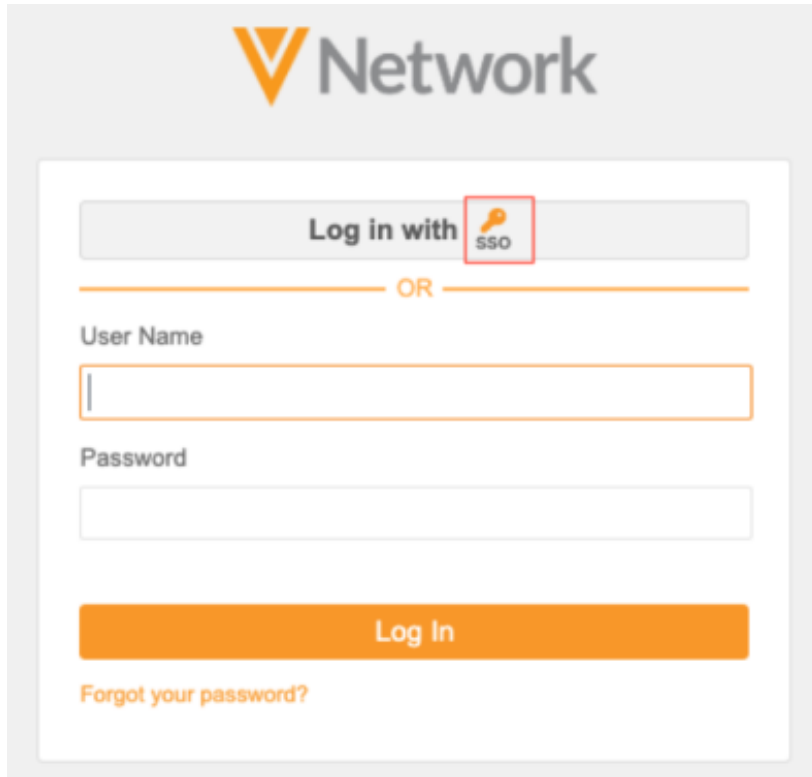 Network
Log in with SSO
OR
User Name
Password
Log In
Forgot your password?